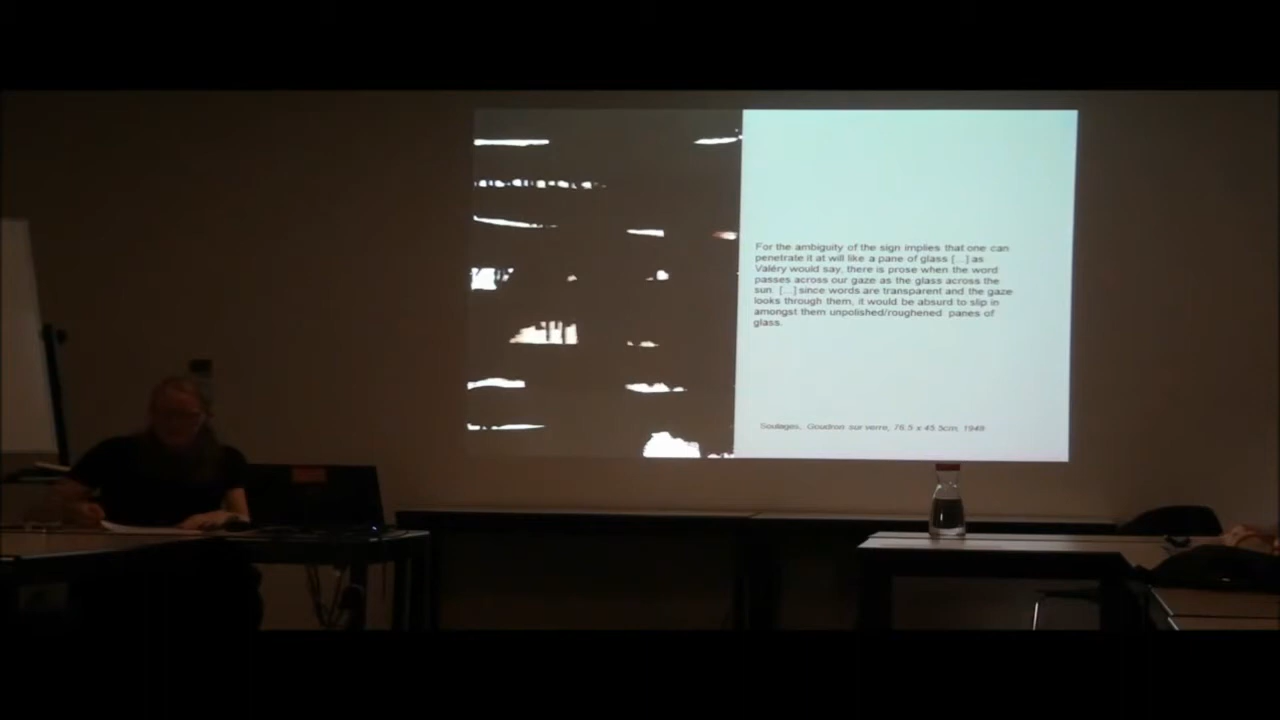 For the ambiguity of the sign implies that one can
penetrate it at will like a pane of glass [...] as
Valéry would say, there is prose when the word
passes across our gaze as the glass across the
sun. [...] since words are transparent and the gaze
looks through them, it would be absurd to slip in
amongst them unpolished/roughened panes of
glass.
Soulages, Goudron sur verre, 76.5 x 45.5cm, 1949